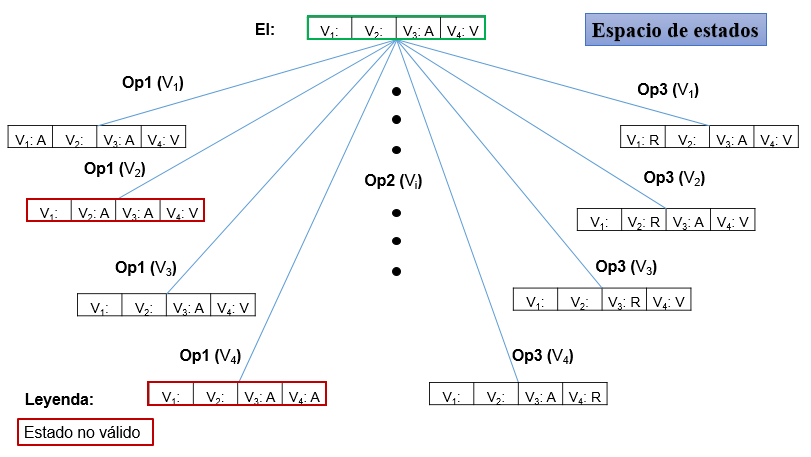 Espacio de estados
EI:
V1: V2: V3: A V4: V
Op1 (V1)
Op3 (V1)
V1: A V2: V3: A V4: V
V1: R V2: V3: A V4: V
Op1 (V2)
Op2 (Vi)
Op3 (V2)
V1: V2: A V3: A V4: V
V1: V2: R V3: A V4: V
Op1 (V3)
Op3 (V3)
V1: V2: V3: A V4: V
V1: V2: V3: R V4: V
Op1 (V4)
Op3 (V4)
V1: V2: V3: A V4: A
V1: V2: V3: A V4: R
Leyenda:
Estado no válido